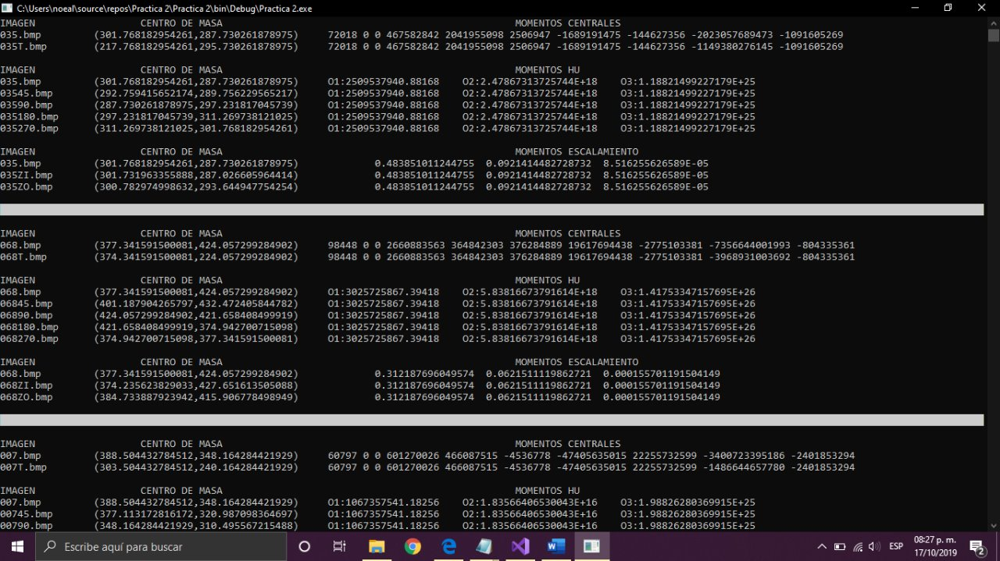 C:\Users\noeal\source\repos\Practica 2\Practica 2\bin\Debug\Practica 2.exe
IMAGEN CENTRO DE MASA MOMENTOS CENTRALES
035.bmp (301.768182954261,287.730261878975) 72018 0 0 467582842 2041955098 2506947 -1689191475 -144627356 -2023057689473 -1091605269
035T.bmp (217.768182954261,295.730261878975) 72018 0 0 467582842 2041955098 2506947 -1689191475 -144627356 -1149380276145 -1091605269
IMAGEN CENTRO DE MASA MOMENTOS HU
035.bmp (301.768182954261,287.730261878975) O1:2509537940.88168 O2:2.47867313725744E+18 O3:1.18821499227179E+25
03545.bmp (292.759415652174,289.756229565217) O1:2509537940.88168 O2:2.47867313725744E+18 O3:1.18821499227179E+25
03590.bmp (287.730261878975,297.231817045739) O1:2509537940.88168 O2:2.47867313725744E+18 O3:1.18821499227179E+25
035180.bmp (297.231817045739,311.269738121025) O1:2509537940.88168 O2:2.47867313725744E+18 O3:1.18821499227179E+25
035270.bmp (311.269738121025,301.768182954261) O1:2509537940.88168 O2:2.47867313725744E+18 O3:1.18821499227179E+25
IMAGEN CENTRO DE MASA MOMENTOS ESCALAMIENTO
035.bmp (301.768182954261,287.730261878975) 0.483851011244755 0.0921414482728732 8.516255626589E-05
035ZI.bmp (301.731963355888,287.026605964414) 0.483851011244755 0.0921414482728732 8.516255626589E-05
035ZO.bmp (300.782974998632,293.644947754254) 0.483851011244755 0.0921414482728732 8.516255626589E-05
IMAGEN CENTRO DE MASA MOMENTOS CENTRALES
068.bmp (377.341591500081,424.057299284902) 98448 0 0 2660883563 364842303 376284889 19617694438 -2775103381 -7356644001993 -804335361
068T.bmp (374.341591500081,224.057299284902) 98448 0 0 2660883563 364842303 376284889 19617694438 -2775103381 -3968931003692 -804335361
IMAGEN CENTRO DE MASA MOMENTOS HU
068.bmp (377.341591500081,424.057299284902) O1:3025725867.39418 O2:5.83816673791614E+18 O3:1.41753347157695E+26
06845.bmp (401.187904265797,432.472405844782) O1:3025725867.39418 O2:5.83816673791614E+18 O3:1.41753347157695E+26
06890.bmp (424.057299284902,421.658408499919) O1:3025725867.39418 O2:5.83816673791614E+18 O3:1.41753347157695E+26
068180.bmp (421.658408499919,374.942700715098) O1:3025725867.39418 O2:5.83816673791614E+18 O3:1.41753347157695E+26
068270.bmp (374.942700715098,377.341591500081) O1:3025725867.39418 O2:5.83816673791614E+18 O3:1.41753347157695E+26
IMAGEN CENTRO DE MASA MOMENTOS ESCALAMIENTO
068.bmp (377.341591500081,424.057299284902) 0.312187696049574 0.0621511119862721 0.000155701191504149
068ZI.bmp (374.235623829033,427.651613505088) 0.312187696049574 0.0621511119862721 0.000155701191504149
068ZO.bmp (384.733887923942,415.906778498949) 0.312187696049574 0.0621511119862721 0.000155701191504149
IMAGEN CENTRO DE MASA MOMENTOS CENTRALES
007.bmp (388.504432784512,348.164284421929) 60797 0 0 601270026 466087515 -4536778 -47405635015 22255732599 -3400723395186 -2401853294
007T.bmp (303.504432784512,240.164284421929) 60797 0 0 601270026 466087515 -4536778 -47405635015 22255732599 -1486644657780 -2401853294
IMAGEN CENTRO DE MASA MOMENTOS HU
007.bmp (388.504432784512,348.164284421929) O1:1067357541.18256 O2:1.83566406530043E+16 O3:1.98826280369915E+25
00745.bmp (377.113172816172,320.987098364697) O1:1067357541.18256 O2:1.83566406530043E+16 O3:1.98826280369915E+25
00790.bmp (348.164284421929,310.495567215488) O1:1067357541.18256 O2:1.83566406530043E+16 O3:1.98826280369915E+25
Escribe aquí para buscar
ESP
08:27 p. m.
17/10/2019
2